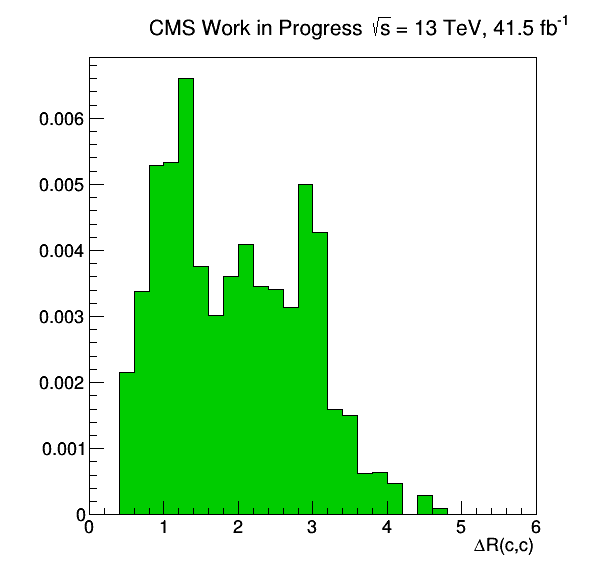 CMS Work in Progress √s = 13 TeV, 41.5 fb⁻¹
0.006
0.005
0.004
0.003
0.002
0.001
0
0 1 2 3 4 5 6
ΔR(c,c)